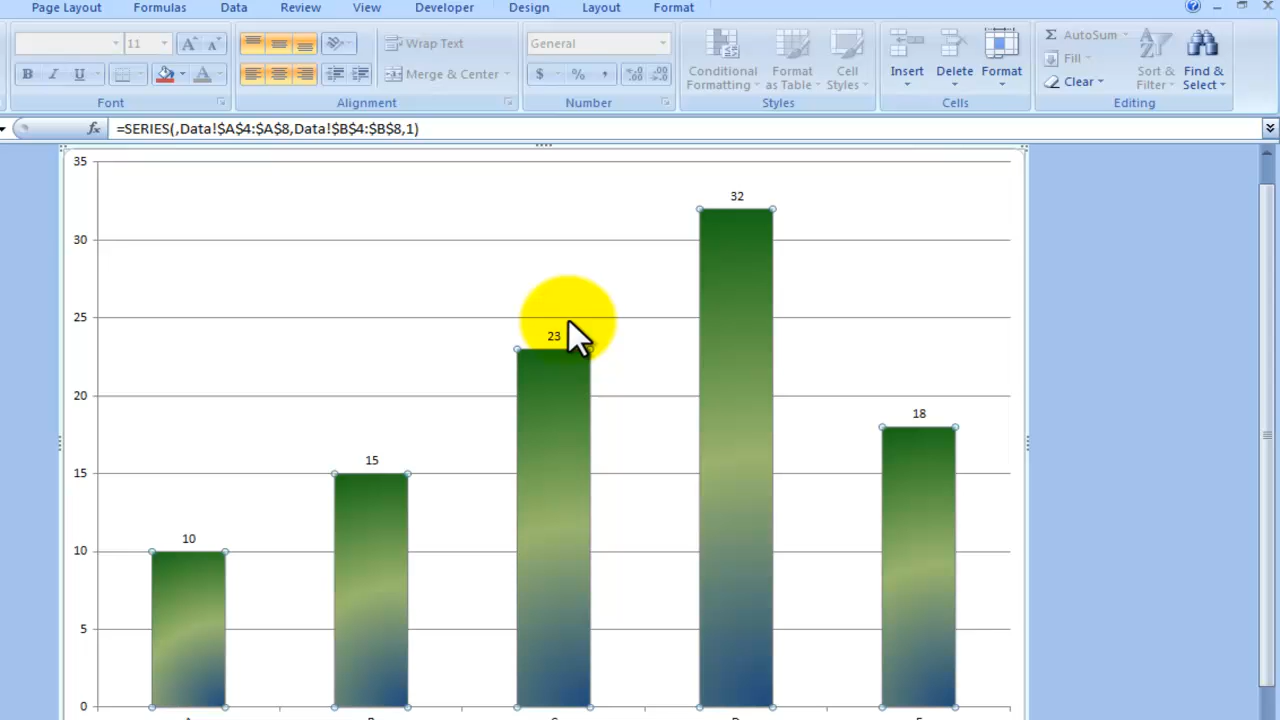 Page Layout Formulas Data Review View Developer Design Layout Format
11 A A Wrap Text General Conditional Formatting Format as Table Cell Styles Insert Delete Format Σ AutoSum Fill Clear Sort & Filter Find & Select
B I U A Merge & Center $ % ,
Font Alignment Number Styles Cells Editing
fx =SERIES(,Data!$A$4:$A$8,Data!$B$4:$B$8,1)
35
32
30
25
23
20
18
15
15
10
10
5
0